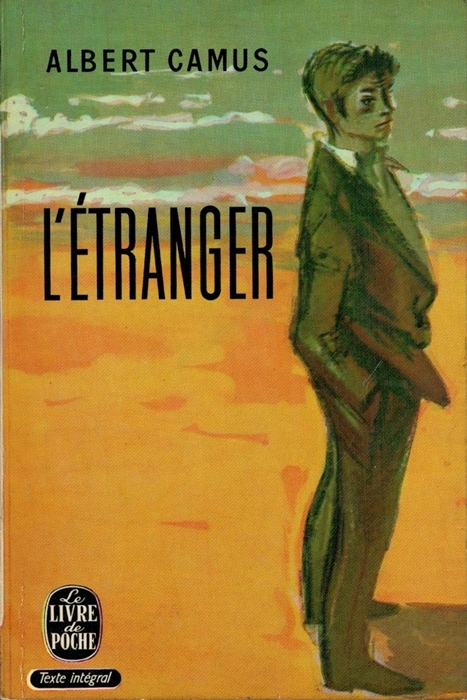 ALBERT CAMUS
L'ÉTRANGER
Le
LIVRE
de
POCHE
Texte intégral